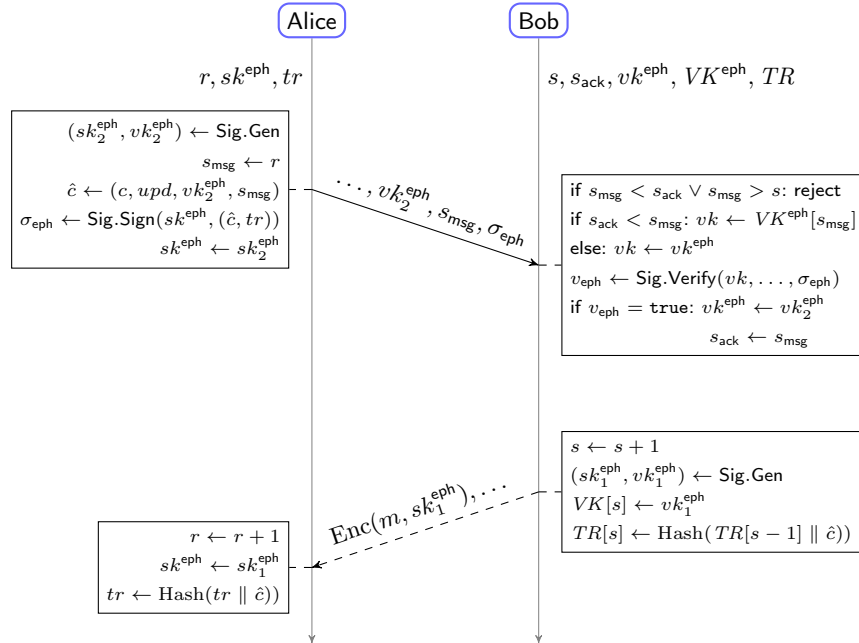 Alice
Bob
r, sk^eph, tr
s, s_ack, vk^eph, VK^eph, TR
(sk_2^eph, vk_2^eph) ← Sig.Gen
s_msg ← r
ĉ ← (c, upd, vk_2^eph, s_msg)
σ_eph ← Sig.Sign(sk^eph, (ĉ, tr))
sk^eph ← sk_2^eph
..., vk_2^eph, s_msg, σ_eph
if s_msg < s_ack ∨ s_msg > s: reject
if s_ack < s_msg: vk ← VK^eph[s_msg]
else: vk ← vk^eph
v_eph ← Sig.Verify(vk, ..., σ_eph)
if v_eph = true: vk^eph ← vk_2^eph
s_ack ← s_msg
s ← s + 1
(sk_1^eph, vk_1^eph) ← Sig.Gen
VK[s] ← vk_1^eph
TR[s] ← Hash(TR[s − 1] ∥ ĉ))
Enc(m, sk_1^eph), ...
r ← r + 1
sk^eph ← sk_1^eph
tr ← Hash(tr ∥ ĉ))